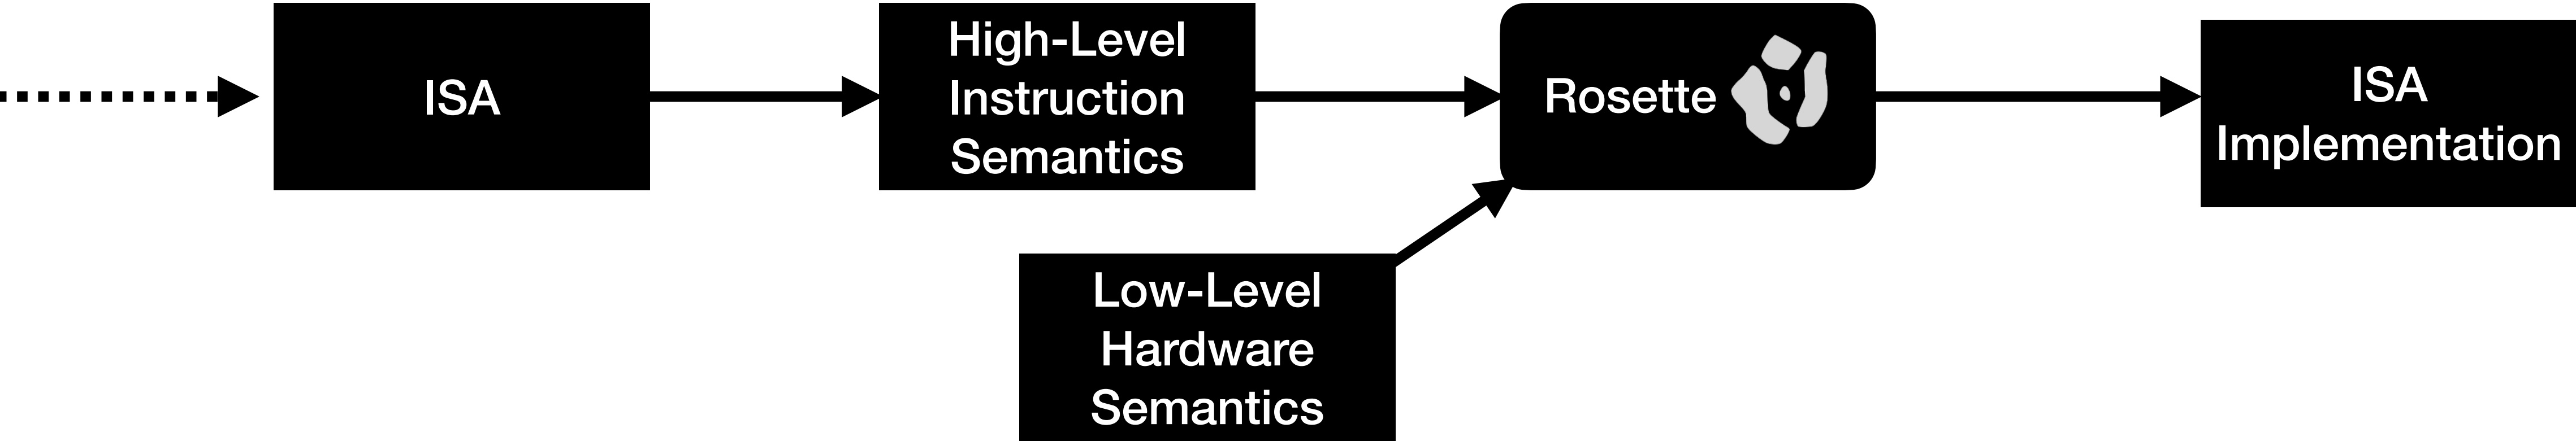 ISA
High-Level
Instruction
Semantics
Rosette
ISA
Implementation
Low-Level
Hardware
Semantics